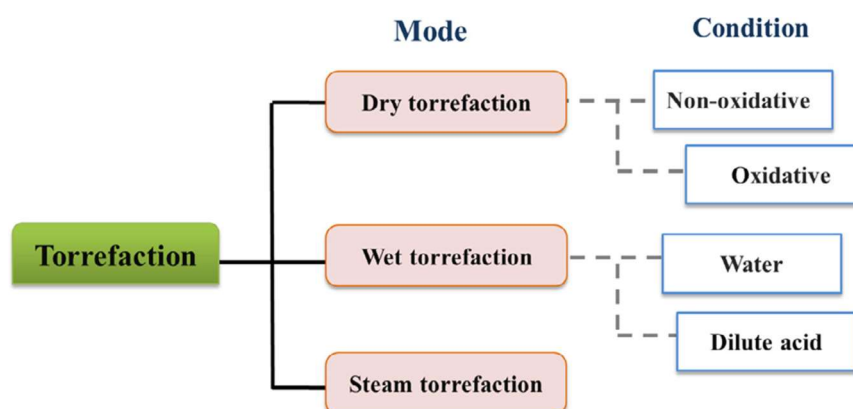 Mode
Condition
Dry torrefaction
Non-oxidative
Oxidative
Torrefaction
Wet torrefaction
Water
Dilute acid
Steam torrefaction